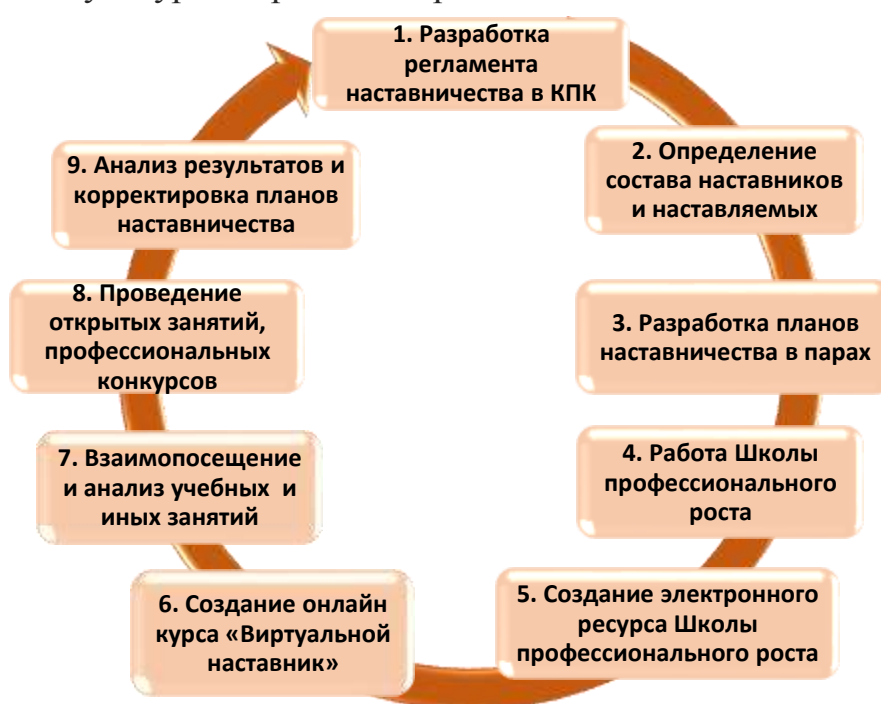 1. Разработка
регламента
наставничества в КПК
2. Определение
состава наставников
и наставляемых
3. Разработка планов
наставничества в парах
4. Работа Школы
профессионального
роста
5. Создание электронного
ресурса Школы
профессионального роста
6. Создание онлайн
курса «Виртуальной
наставник»
7. Взаимопосещение
и анализ учебных и
иных занятий
8. Проведение
открытых занятий,
профессиональных
конкурсов
9. Анализ результатов и
корректировка планов
наставничества